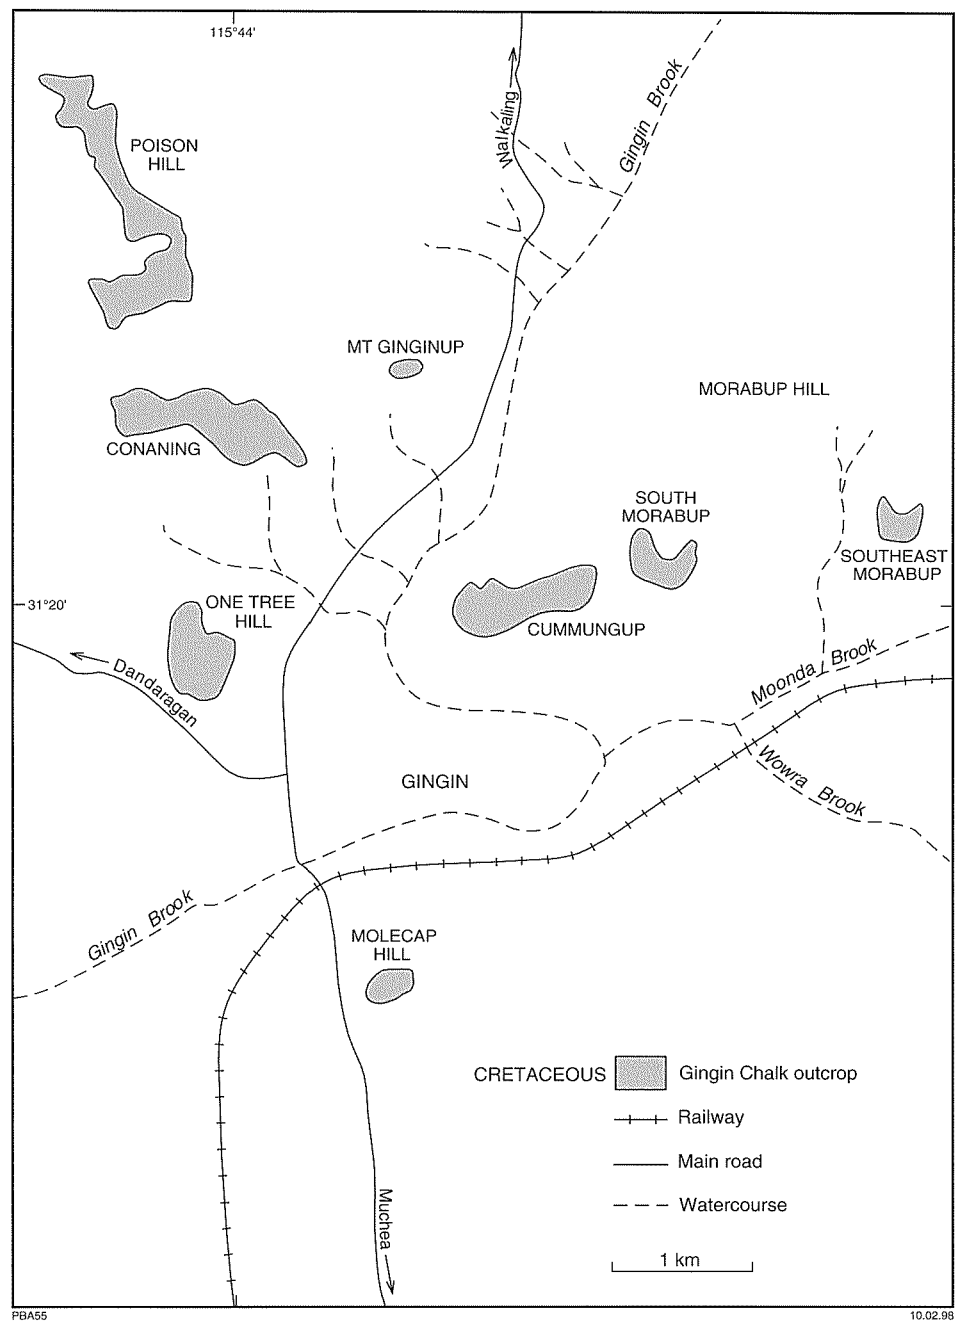 115°44'
Walkaling
Gingin Brook
POISON
HILL
MT GINGINUP
MORABUP HILL
CONANING
SOUTH
MORABUP
SOUTHEAST
MORABUP
31°20'
ONE TREE
HILL
CUMMUNGUP
Dandaragan
Moonda Brook
GINGIN
Wowra Brook
Gingin Brook
MOLECAP
HILL
CRETACEOUS
Gingin Chalk outcrop
Railway
Main road
Watercourse
Muchea
1 km
PBA55
10.02.98